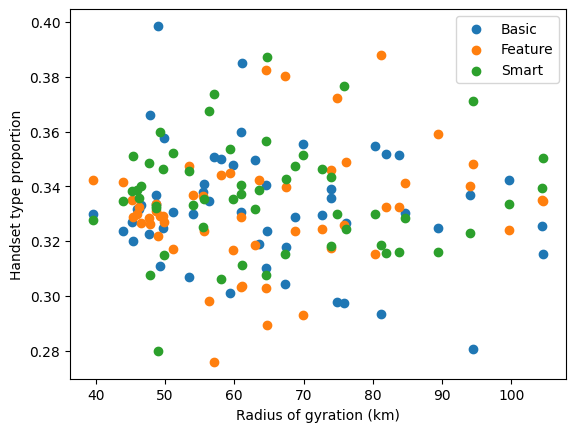 0.40
0.38
0.36
0.34
0.32
0.30
0.28
Handset type proportion
40 50 60 70 80 90 100
Radius of gyration (km)
Basic
Feature
Smart